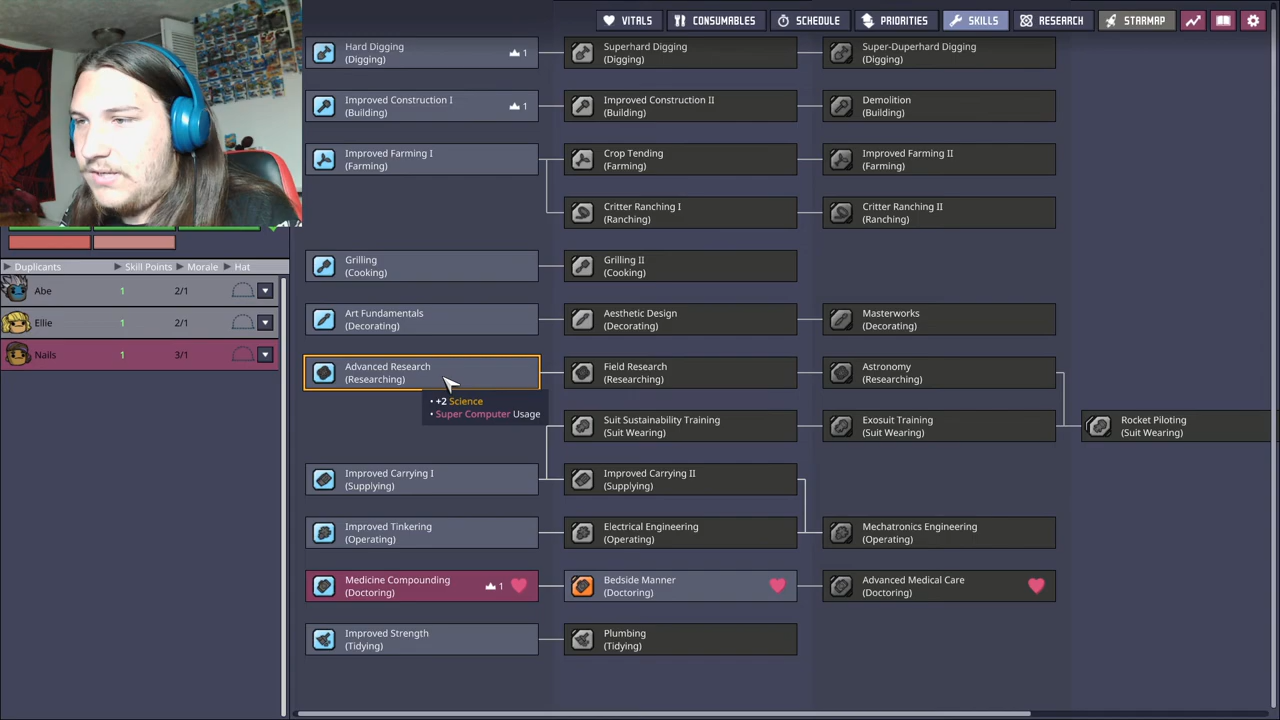 VITALS
CONSUMABLES
SCHEDULE
PRIORITIES
SKILLS
RESEARCH
STARMAP
Hard Digging
(Digging)
1
Superhard Digging
(Digging)
Super-Duperhard Digging
(Digging)
Improved Construction I
(Building)
1
Improved Construction II
(Building)
Demolition
(Building)
Improved Farming I
(Farming)
Crop Tending
(Farming)
Improved Farming II
(Farming)
Critter Ranching I
(Ranching)
Critter Ranching II
(Ranching)
Duplicants
Skill Points
Morale
Hat
Abe
1
2/1
Ellie
1
2/1
Nails
1
3/1
Grilling
(Cooking)
Grilling II
(Cooking)
Art Fundamentals
(Decorating)
Aesthetic Design
(Decorating)
Masterworks
(Decorating)
Advanced Research
(Researching)
Field Research
(Researching)
Astronomy
(Researching)
• +2 Science
• Super Computer Usage
Suit Sustainability Training
(Suit Wearing)
Exosuit Training
(Suit Wearing)
Rocket Piloting
(Suit Wearing)
Improved Carrying I
(Supplying)
Improved Carrying II
(Supplying)
Improved Tinkering
(Operating)
Electrical Engineering
(Operating)
Mechatronics Engineering
(Operating)
Medicine Compounding
(Doctoring)
1
Bedside Manner
(Doctoring)
Advanced Medical Care
(Doctoring)
Improved Strength
(Tidying)
Plumbing
(Tidying)